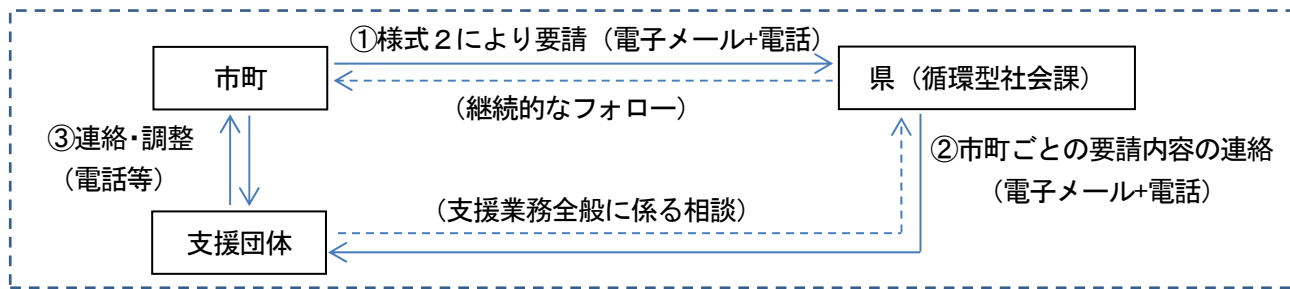 ①様式２により要請（電子メール+電話）
市町
県（循環型社会課）
（継続的なフォロー）
③連絡・調整
（電話等）
②市町ごとの要請内容の連絡
（電子メール+電話）
（支援業務全般に係る相談）
支援団体